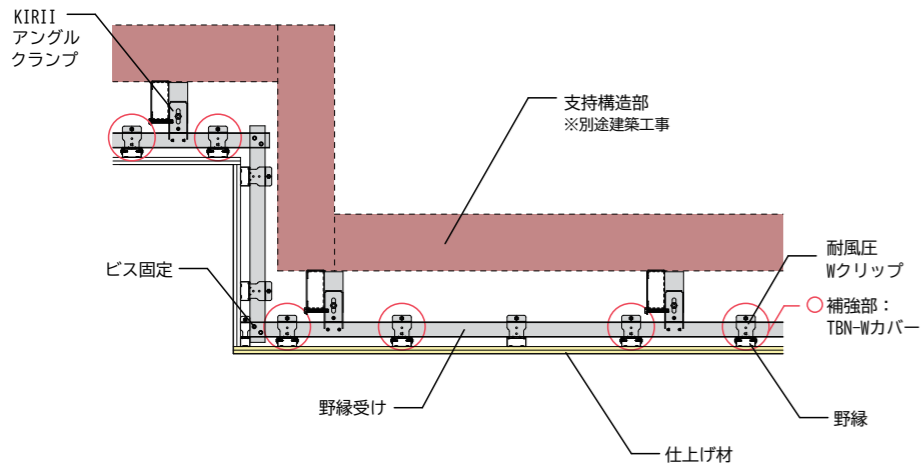 KIRII
アングル
クランプ
支持構造部
※別途建築工事
ビス固定
耐風圧
Wクリップ
補強部：
TBN-Wカバー
野縁受け
野縁
仕上げ材